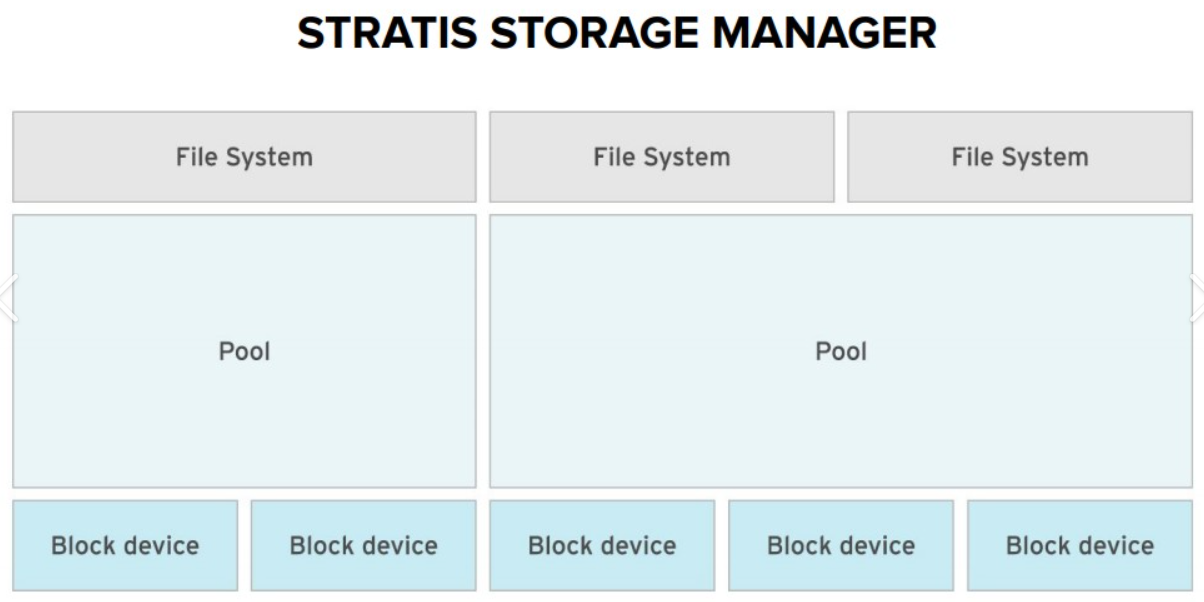 STRATIS STORAGE MANAGER
File System
File System
File System
Pool
Pool
Block device
Block device
Block device
Block device
Block device